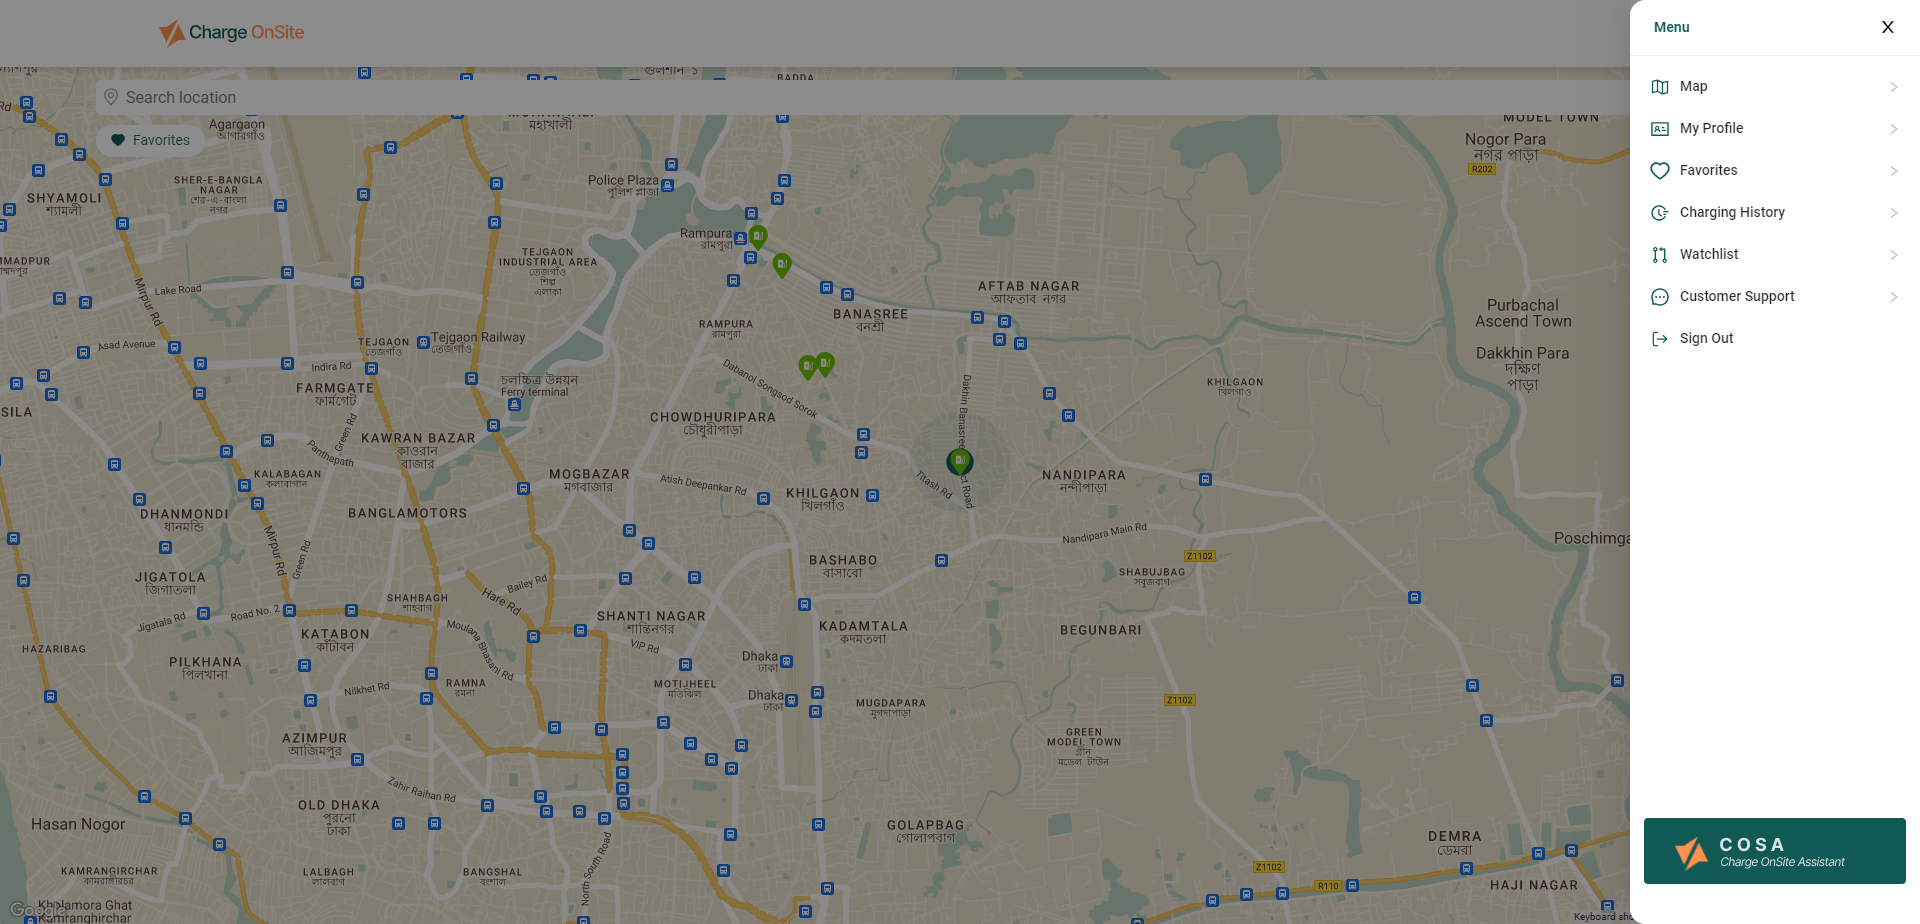 Charge OnSite
Menu
X
Search location
Favorites
Map
My Profile
Favorites
Charging History
Watchlist
Customer Support
Sign Out
COSA
Charge OnSite Assistant
গুলশান ১
BADDA
Agargaon
আগারগাঁও
মহাখালী
MODEL TOWN
Nogor Para
নগর পাড়া
R202
SHER-E-BANGLA
NAGAR
শের-এ-বাংলা
নগর
SHYAMOLI
শ্যামলী
Police Plaza
পুলিশ প্লাজা
Rampura
রামপুরা
TEJGAON
INDUSTRIAL AREA
তেজগাঁও
শিল্প
এলাকা
Lake Road
Mirpur Rd
AFTAB NAGAR
আফতাব নগর
BANASREE
বনশ্রী
Purbachal
Ascend Town
RAMPURA
রামপুরা
TEJGAON
তেজগাঁও
Tejgaon Railway
তেজগাঁও
Asad Avenue
Indira Rd
Dakkhin Para
দক্ষিণ
পাড়া
FARMGATE
ফার্মগেট
চলচ্চিত্র উন্নয়ন
Ferry terminal
Dabanol Songsod Sorok
KHILGAON
খিলগাঁও
CHOWDHURIPARA
চৌধুরীপাড়া
KAWRAN BAZAR
কাওরান
বাজার
Green Rd
Panthapath
KALABAGAN
কলাবাগান
MOGBAZAR
মগবাজার
Atish Deepankar Rd
KHILGAON
খিলগাঁও
Titash Rd
NANDIPARA
নন্দীপাড়া
DHANMONDI
ধানমন্ডি
BANGLAMOTORS
Mirpur Rd
Green Rd
Nandipara Main Rd
Z1102
BASHABO
বাসাবো
SHABUJBAG
সবুজবাগ
JIGATOLA
জিগাতলা
Bailey Rd
Hare Rd
SHAHBAGH
শাহবাগ
Road No. 2
Jigatala Rd
SHANTI NAGAR
শান্তিনগর
KADAMTALA
কদমতলা
BEGUNBARI
KATABON
কাঁটাবন
Moulana Bhasani Rd
VIP Rd
HAZARIBAG
PILKHANA
পিলখানা
Dhaka
ঢাকা
RAMNA
রমনা
Nilkhet Rd
MOTIJHEEL
মতিঝিল
Dhaka
ঢাকা
MUGDAPARA
মুগদাপাড়া
Z1102
AZIMPUR
আজিমপুর
GREEN
MODEL TOWN
গ্রীন
মডেল টাউন
Zahir Raihan Rd
OLD DHAKA
পুরনো
ঢাকা
Hasan Nogor
GOLAPBAG
গোলাপবাগ
DEMRA
ডেমরা
Z1102
KAMRANGIRCHAR
কামরাঙ্গীরচর
LALBAGH
লালবাগ
BANGSHAL
বংশাল
North South Road
R110
HAJI NAGAR
Kholamora Ghat
Kamranghirchar
Google